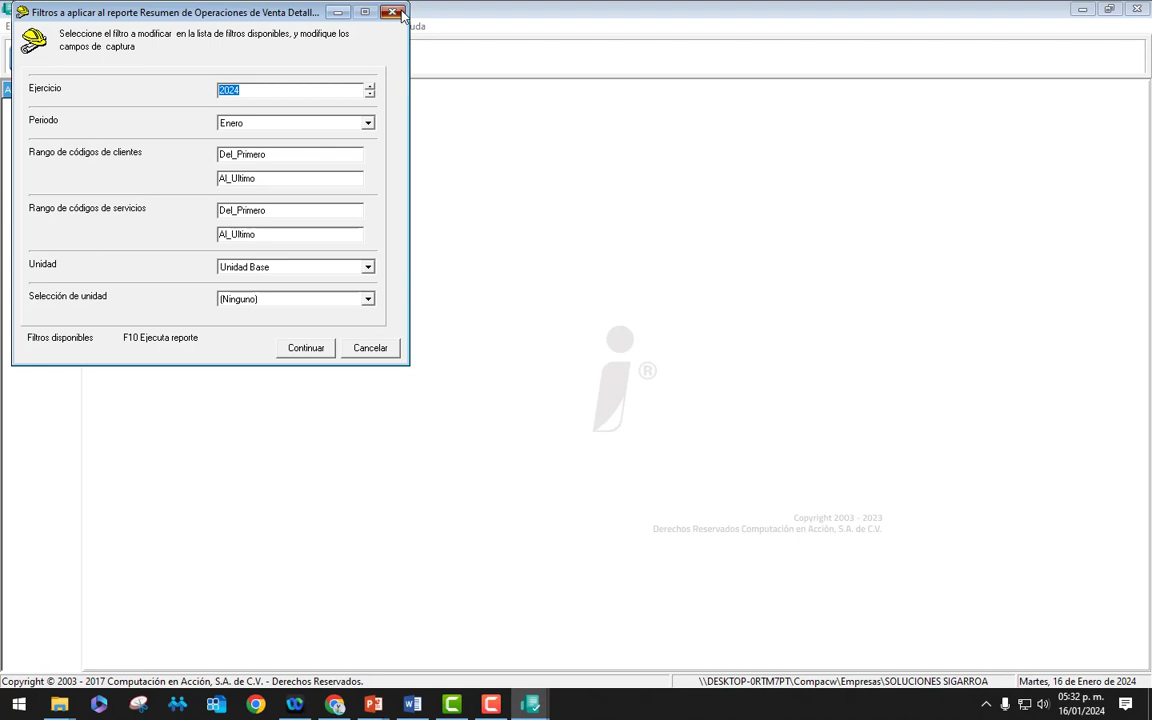 Filtros a aplicar al reporte Resumen de Operaciones de Venta Detall...
Seleccione el filtro a modificar en la lista de filtros disponibles, y modifique los
campos de captura
Ejercicio
2024
Periodo
Enero
Rango de códigos de clientes
Del_Primero
Al_Ultimo
Rango de códigos de servicios
Del_Primero
Al_Ultimo
Unidad
Unidad Base
Selección de unidad
(Ninguno)
Filtros disponibles
F10 Ejecuta reporte
Continuar
Cancelar
uda
®
Copyright 2003 - 2023
Derechos Reservados Computación en Acción, S.A. de C.V.
Copyright © 2003 - 2017 Computación en Acción, S.A. de C.V. - Derechos Reservados.
\\DESKTOP-0RTM7PT\Compacw\Empresas\SOLUCIONES SIGARROA
Martes, 16 de Enero de 2024
05:32 p. m.
16/01/2024